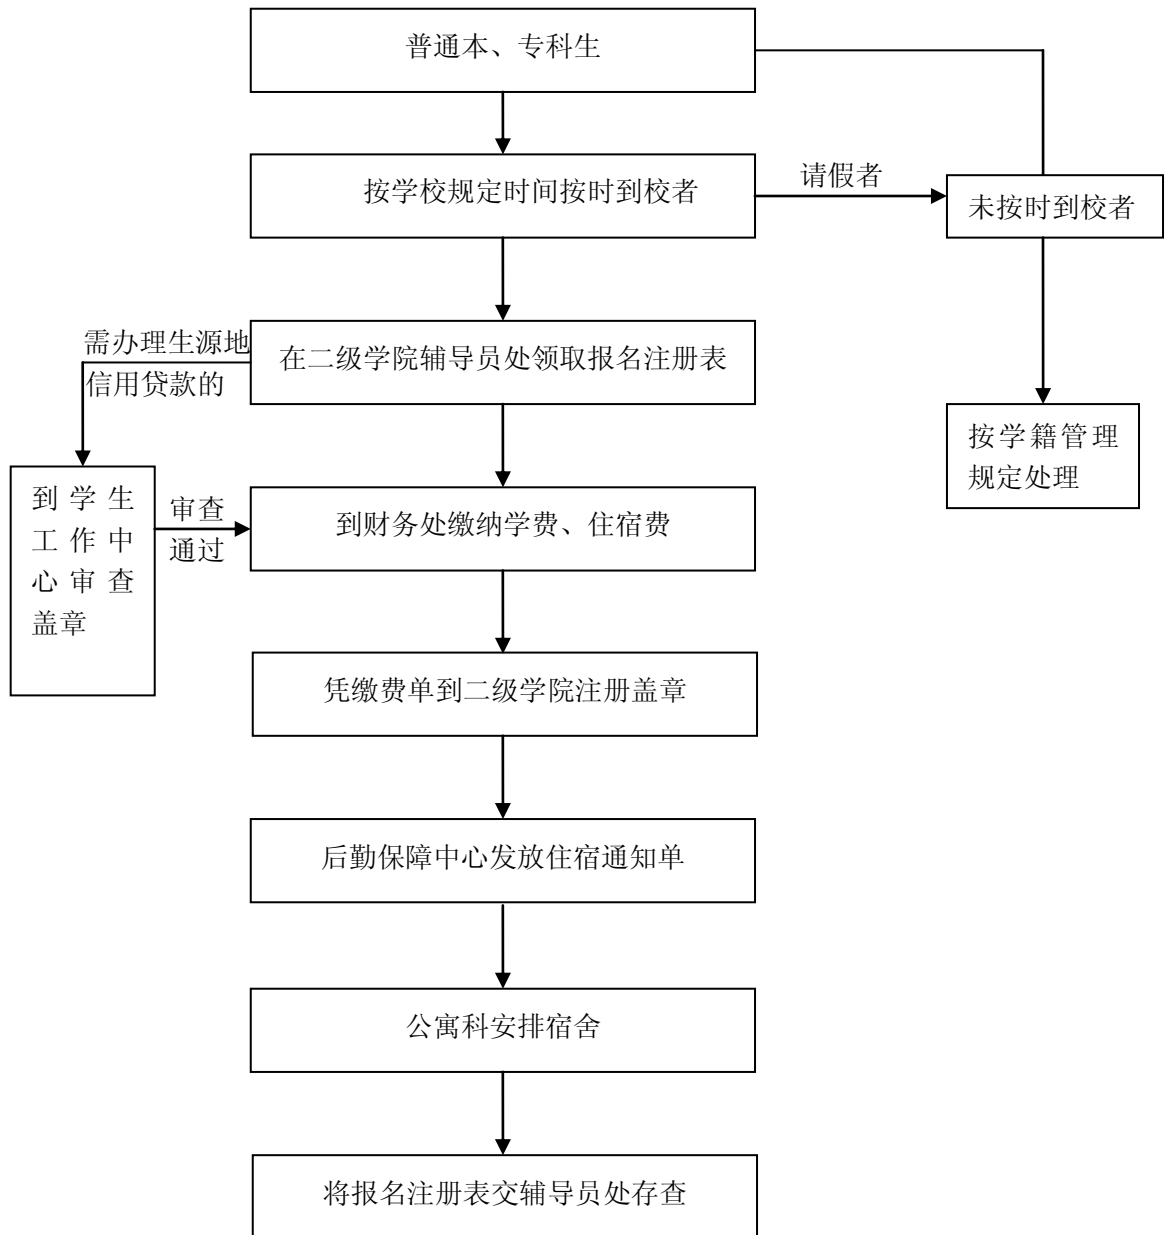 普通本、专科生
按学校规定时间按时到校者
请假者
未按时到校者
需办理生源地
信用贷款的
在二级学院辅导员处领取报名注册表
按学籍管理
规定处理
到学生
工作中
心审查
盖章
审查
通过
到财务处缴纳学费、住宿费
凭缴费单到二级学院注册盖章
后勤保障中心发放住宿通知单
公寓科安排宿舍
将报名注册表交辅导员处存查